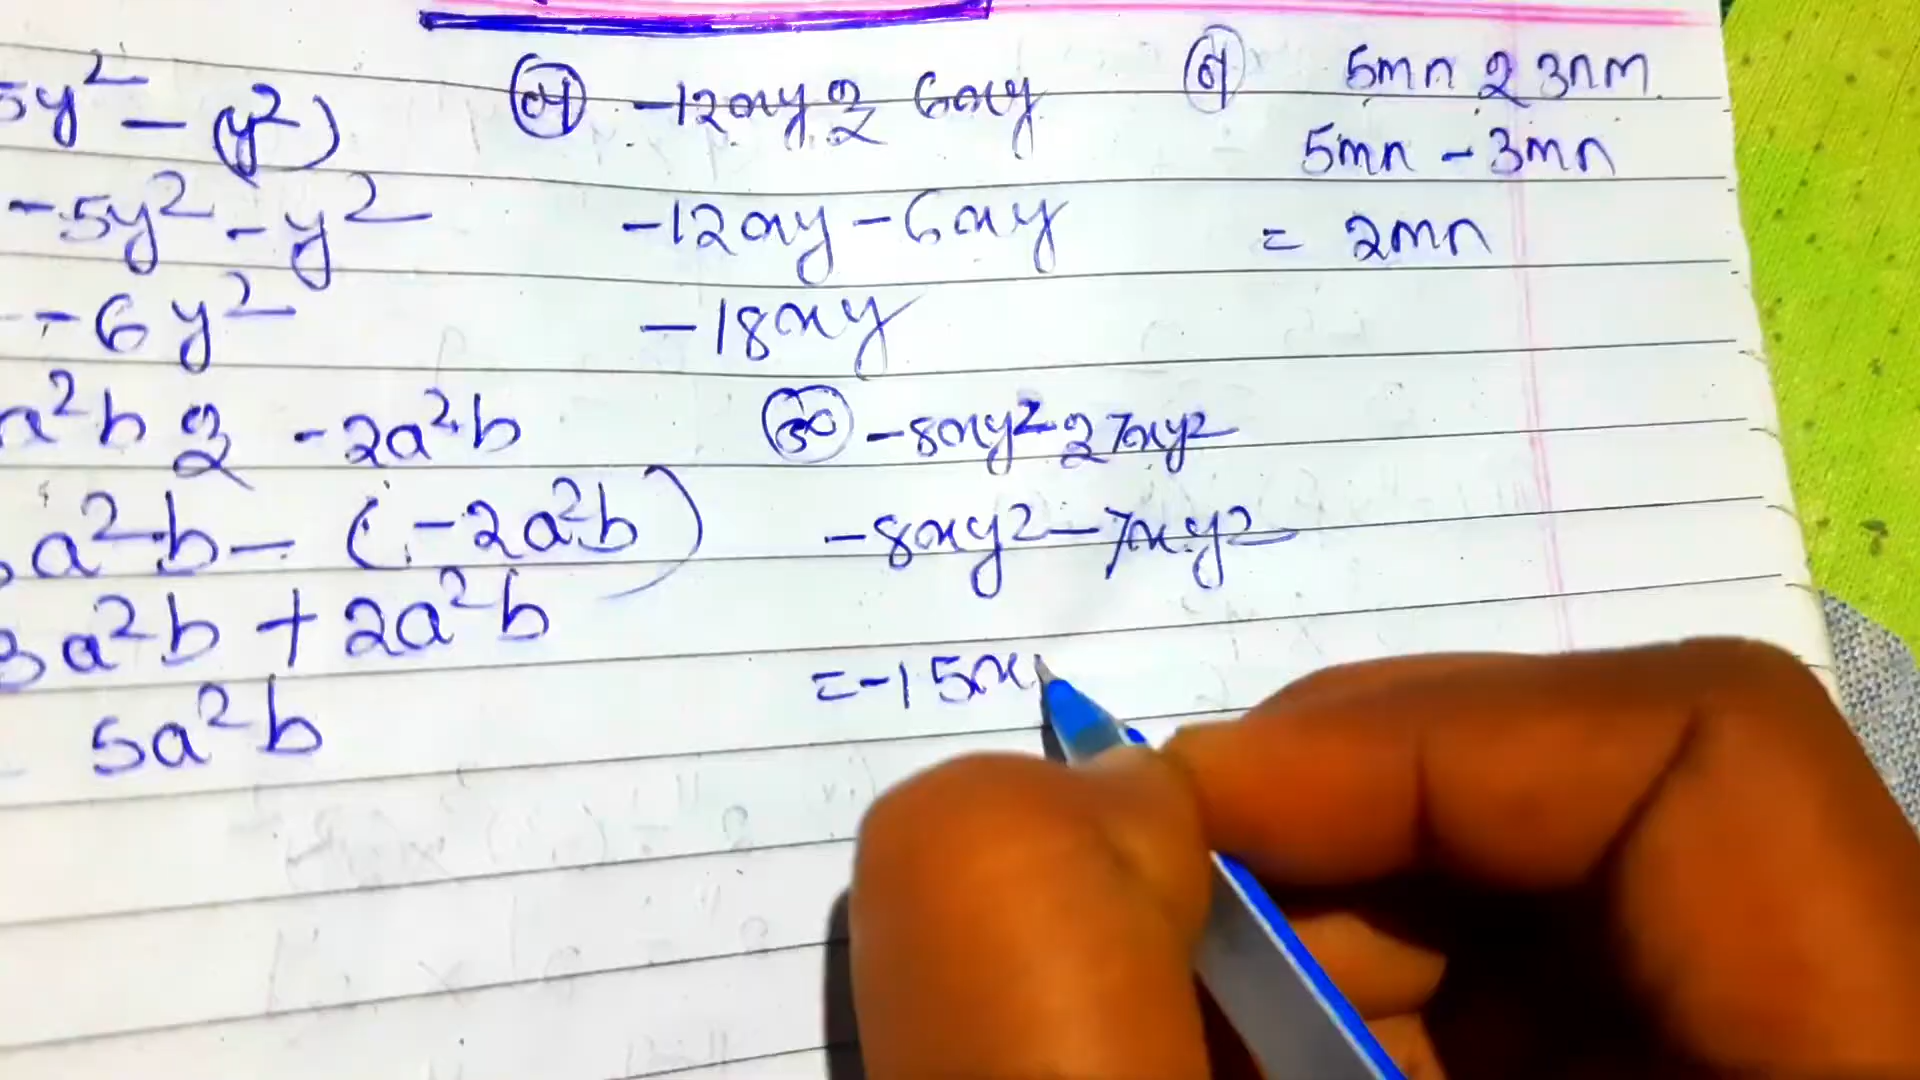 5y² - (y²)
-5y² - y²
-6y²
a²b ર -2a²b
a²b - (-2a²b)
3a²b + 2a²b
5a²b
-12xy ર 6xy
-12xy - 6xy
-18xy
-8xy² ર 7xy²
-8xy² - 7xy²
= -15x
5mn ર 3nm
5mn - 3mn
= 2mn